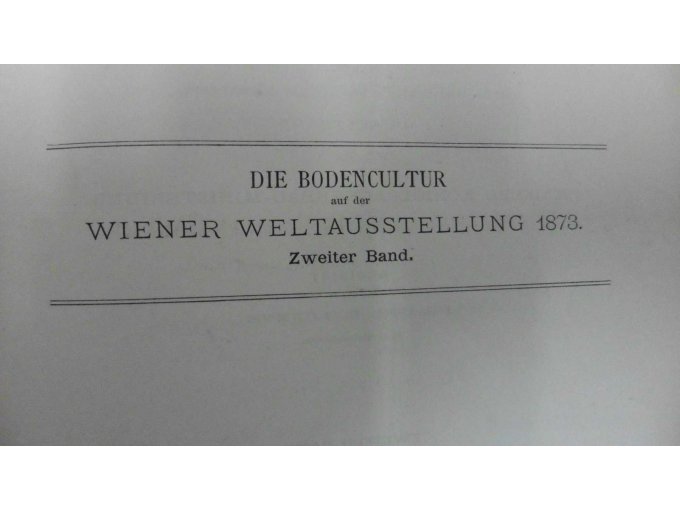 DIE BODENCULTUR
auf der
WIENER WELTAUSSTELLUNG 1873.
Zweiter Band.